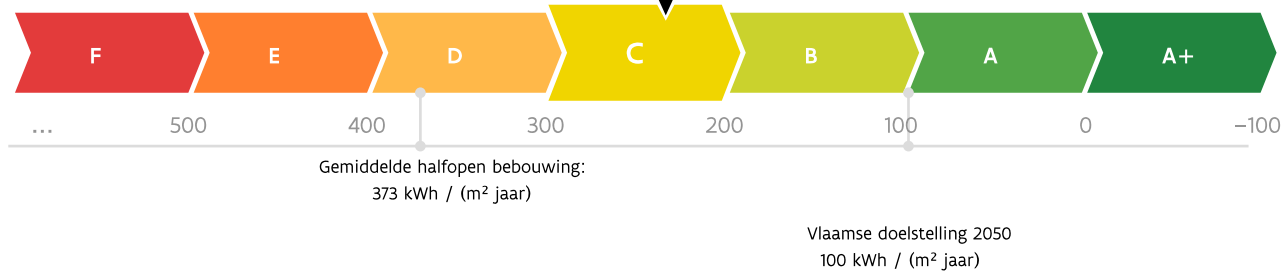 F E D C B A A+
... 500 400 300 200 100 0 –100
Gemiddelde halfopen bebouwing:
373 kWh / (m² jaar)
Vlaamse doelstelling 2050
100 kWh / (m² jaar)